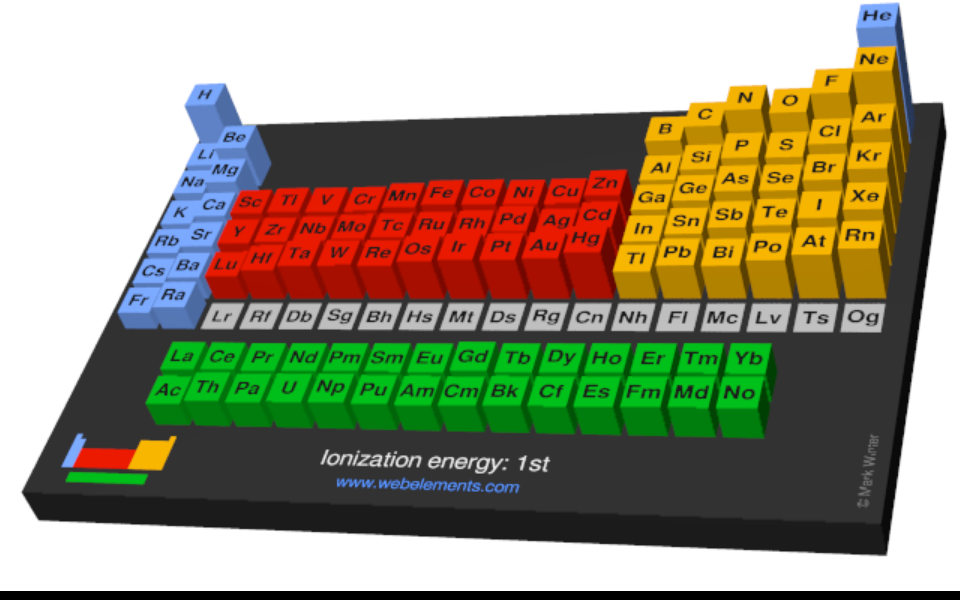 H He
Li Be B C N O F Ne
Na Mg Al Si P S Cl Ar
K Ca Sc Ti V Cr Mn Fe Co Ni Cu Zn Ga Ge As Se Br Kr
Rb Sr Y Zr Nb Mo Tc Ru Rh Pd Ag Cd In Sn Sb Te I Xe
Cs Ba Lu Hf Ta W Re Os Ir Pt Au Hg Tl Pb Bi Po At Rn
Fr Ra Lr Rf Db Sg Bh Hs Mt Ds Rg Cn Nh Fl Mc Lv Ts Og
La Ce Pr Nd Pm Sm Eu Gd Tb Dy Ho Er Tm Yb
Ac Th Pa U Np Pu Am Cm Bk Cf Es Fm Md No
Ionization energy: 1st
www.webelements.com
© Mark Winter